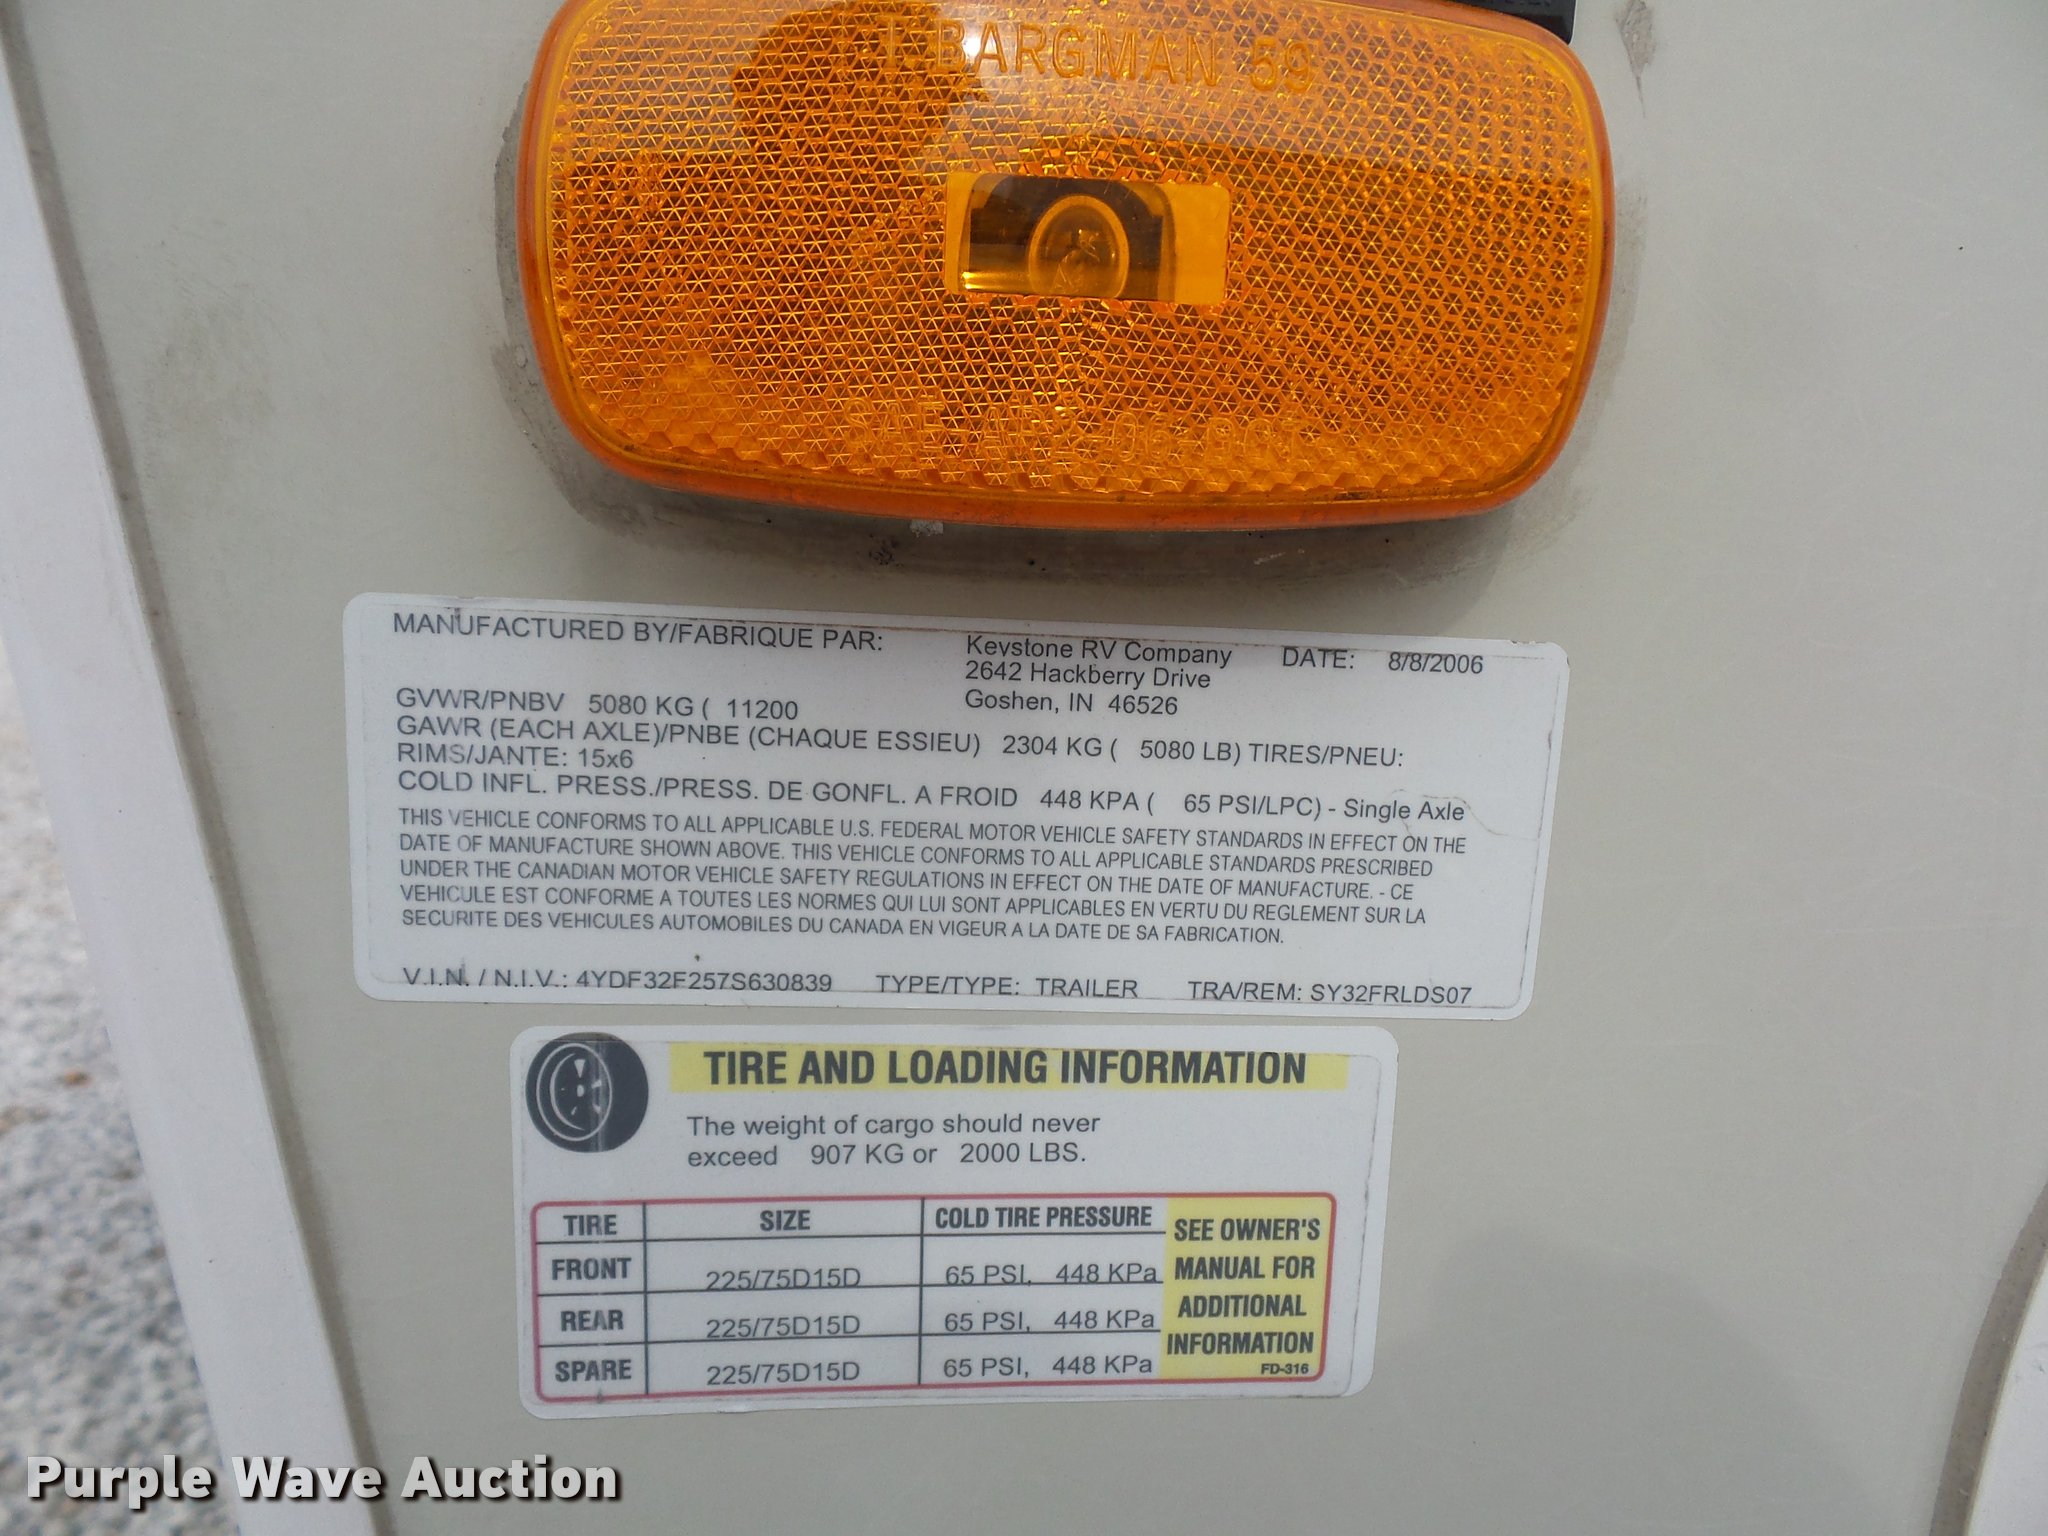 T. BARGMAN 59
SAE
MANUFACTURED BY/FABRIQUE PAR: Keystone RV Company DATE: 8/8/2006
2642 Hackberry Drive
GVWR/PNBV 5080 KG ( 11200 Goshen, IN 46526
GAWR (EACH AXLE)/PNBE (CHAQUE ESSIEU) 2304 KG ( 5080 LB) TIRES/PNEU:
RIMS/JANTE: 15x6
COLD INFL. PRESS./PRESS. DE GONFL. A FROID 448 KPA ( 65 PSI/LPC) - Single Axle
THIS VEHICLE CONFORMS TO ALL APPLICABLE U.S. FEDERAL MOTOR VEHICLE SAFETY STANDARDS IN EFFECT ON THE
DATE OF MANUFACTURE SHOWN ABOVE. THIS VEHICLE CONFORMS TO ALL APPLICABLE STANDARDS PRESCRIBED
UNDER THE CANADIAN MOTOR VEHICLE SAFETY REGULATIONS IN EFFECT ON THE DATE OF MANUFACTURE. - CE
VEHICULE EST CONFORME A TOUTES LES NORMES QUI LUI SONT APPLICABLES EN VERTU DU REGLEMENT SUR LA
SECURITE DES VEHICULES AUTOMOBILES DU CANADA EN VIGEUR A LA DATE DE SA FABRICATION.
V.I.N. / N.I.V.: 4YDF32F257S630839 TYPE/TYPE: TRAILER TRA/REM: SY32FRLDS07
TIRE AND LOADING INFORMATION
The weight of cargo should never
exceed 907 KG or 2000 LBS.
TIRE SIZE COLD TIRE PRESSURE
FRONT 225/75D15D 65 PSI, 448 KPa
REAR 225/75D15D 65 PSI, 448 KPa
SPARE 225/75D15D 65 PSI, 448 KPa
SEE OWNER'S
MANUAL FOR
ADDITIONAL
INFORMATION
FD-316
Purple Wave Auction